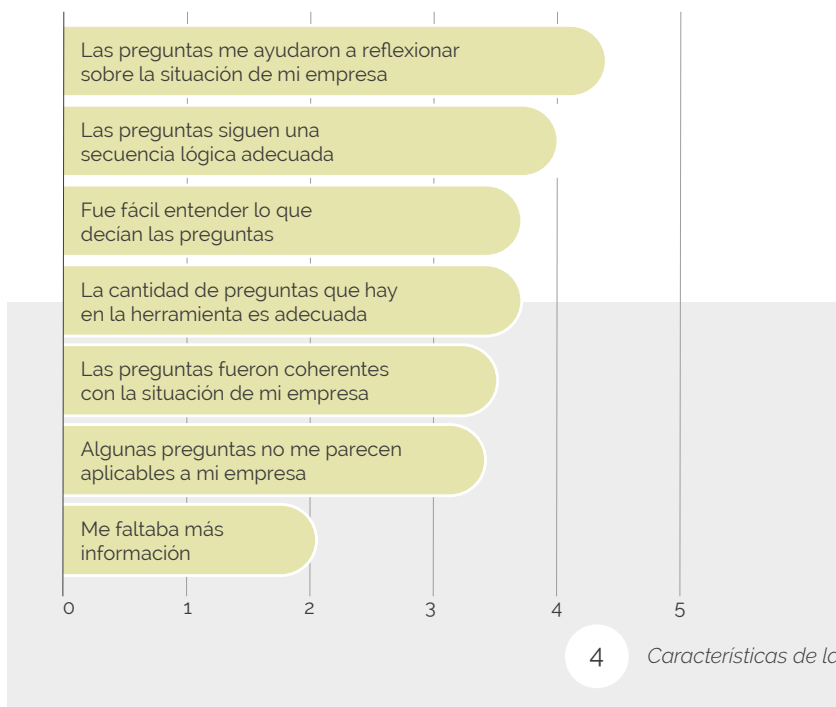 Las preguntas me ayudaron a reflexionar
sobre la situación de mi empresa
Las preguntas siguen una
secuencia lógica adecuada
Fue fácil entender lo que
decían las preguntas
La cantidad de preguntas que hay
en la herramienta es adecuada
Las preguntas fueron coherentes
con la situación de mi empresa
Algunas preguntas no me parecen
aplicables a mi empresa
Me faltaba más
información
0 1 2 3 4 5
4 Características de la